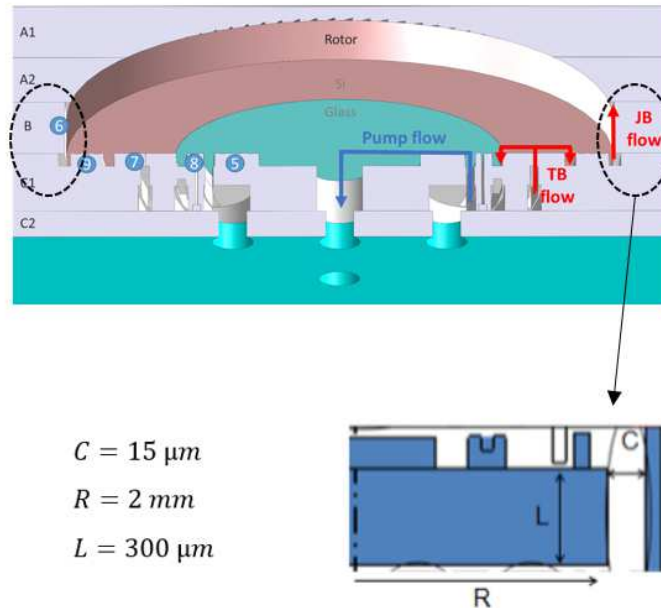 A1
Rotor
A2
Si
Glass
B
6
JB
flow
Pump flow
9
7
8
5
TB
flow
C1
C2
C = 15 μm
R = 2 mm
L = 300 μm
C
L
R